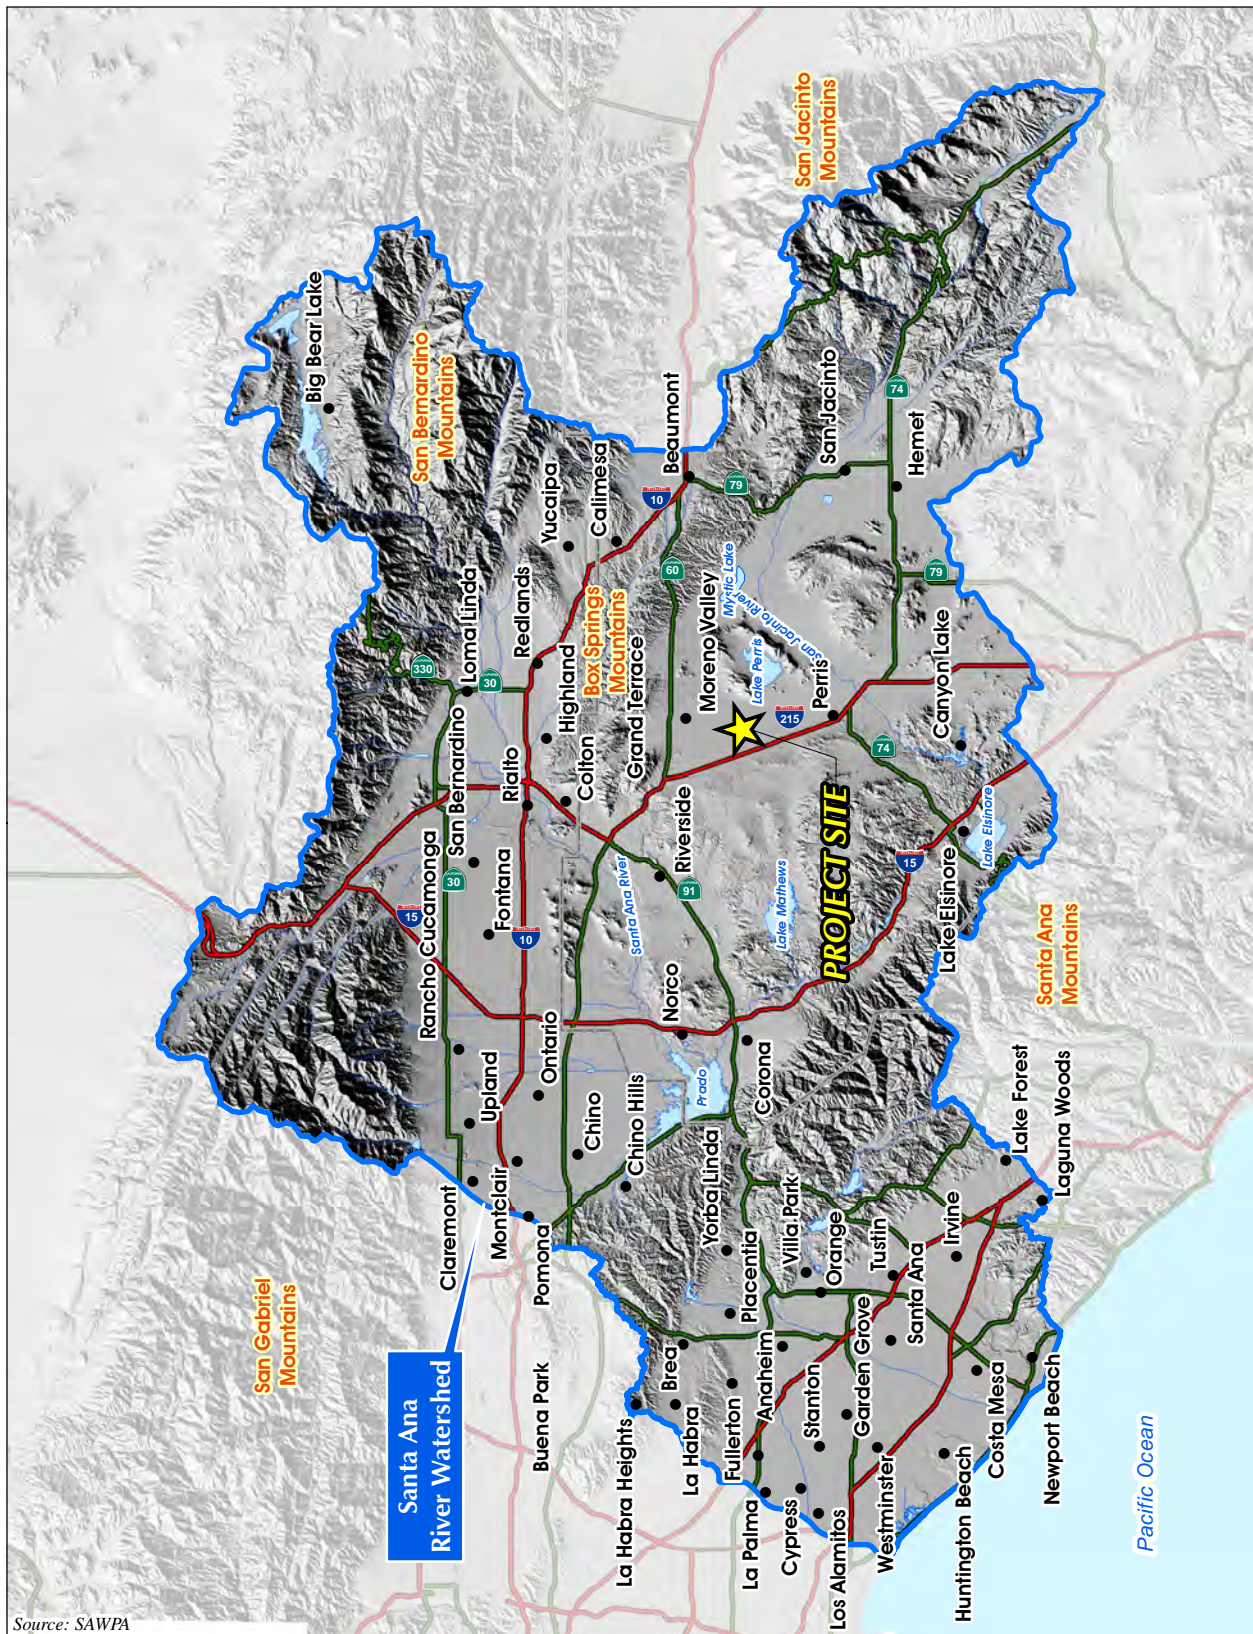 San Jacinto
Mountains
Big Bear Lake
San Bernardino
Mountains
Beaumont
San Jacinto
Hemet
Yucaipa
Calimesa
10
79
74
60
79
Mystic Lake
San Jacinto River
Lake Perris
Moreno Valley
Loma Linda
Redlands
Box Springs
Mountains
Highland
Grand Terrace
330
30
215
Perris
Canyon Lake
74
San Bernardino
Rialto
Colton
PROJECT SITE
Riverside
Santa Ana River
91
Lake Mathews
15
Lake Elsinore
Lake Elsinore
Santa Ana
Mountains
Rancho Cucamonga
30
15
Fontana
10
Norco
Ontario
Upland
Prado
Corona
Chino
Chino Hills
Claremont
Montclair
Pomona
Yorba Linda
Placentia
Villa Park
Orange
Tustin
Santa Ana
Irvine
Lake Forest
Laguna Woods
San Gabriel
Mountains
Santa Ana
River Watershed
Buena Park
La Habra Heights
Brea
La Habra
Fullerton
Anaheim
Stanton
Garden Grove
La Palma
Cypress
Los Alamitos
Westminster
Huntington Beach
Costa Mesa
Newport Beach
Pacific Ocean
Source: SAWPA